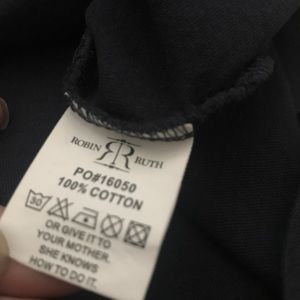 ROBIN RUTH
PO#16050
100% COTTON
30
OR GIVE IT TO
YOUR MOTHER.
SHE KNOWS
HOW TO DO IT.